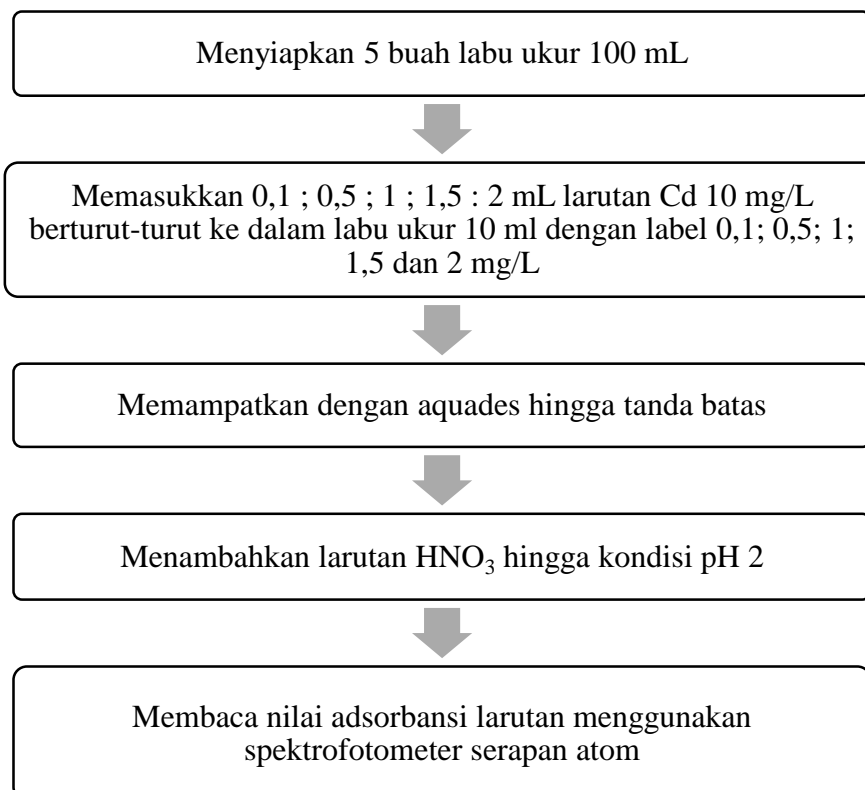 Menyiapkan 5 buah labu ukur 100 mL
Memasukkan 0,1 ; 0,5 ; 1 ; 1,5 : 2 mL larutan Cd 10 mg/L
berturut-turut ke dalam labu ukur 10 ml dengan label 0,1; 0,5; 1;
1,5 dan 2 mg/L
Memampatkan dengan aquades hingga tanda batas
Menambahkan larutan HNO₃ hingga kondisi pH 2
Membaca nilai adsorbansi larutan menggunakan
spektrofotometer serapan atom